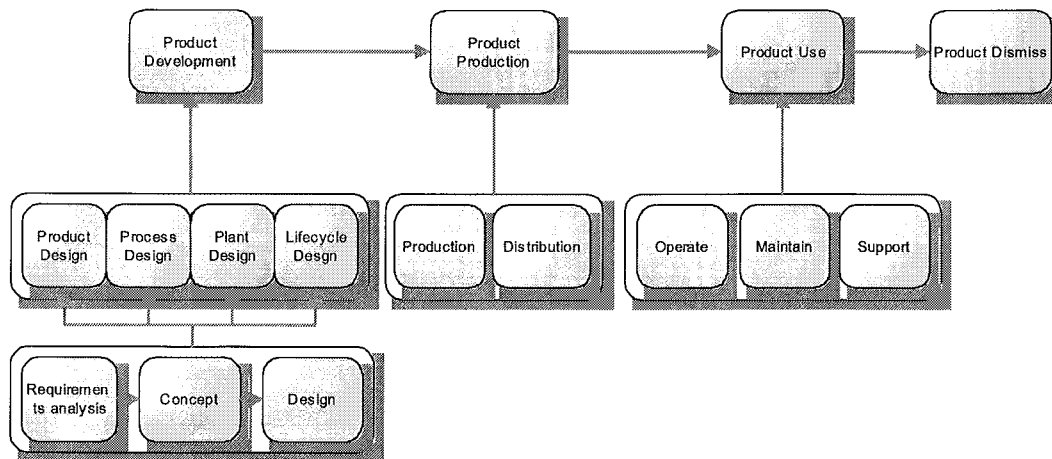 Product
Development
Product
Production
Product Use
Product Dismiss
Product
Design
Process
Design
Plant
Design
Lifecycle
Desgn
Production
Distribution
Operate
Maintain
Support
Requiremen
ts analysis
Concept
Design